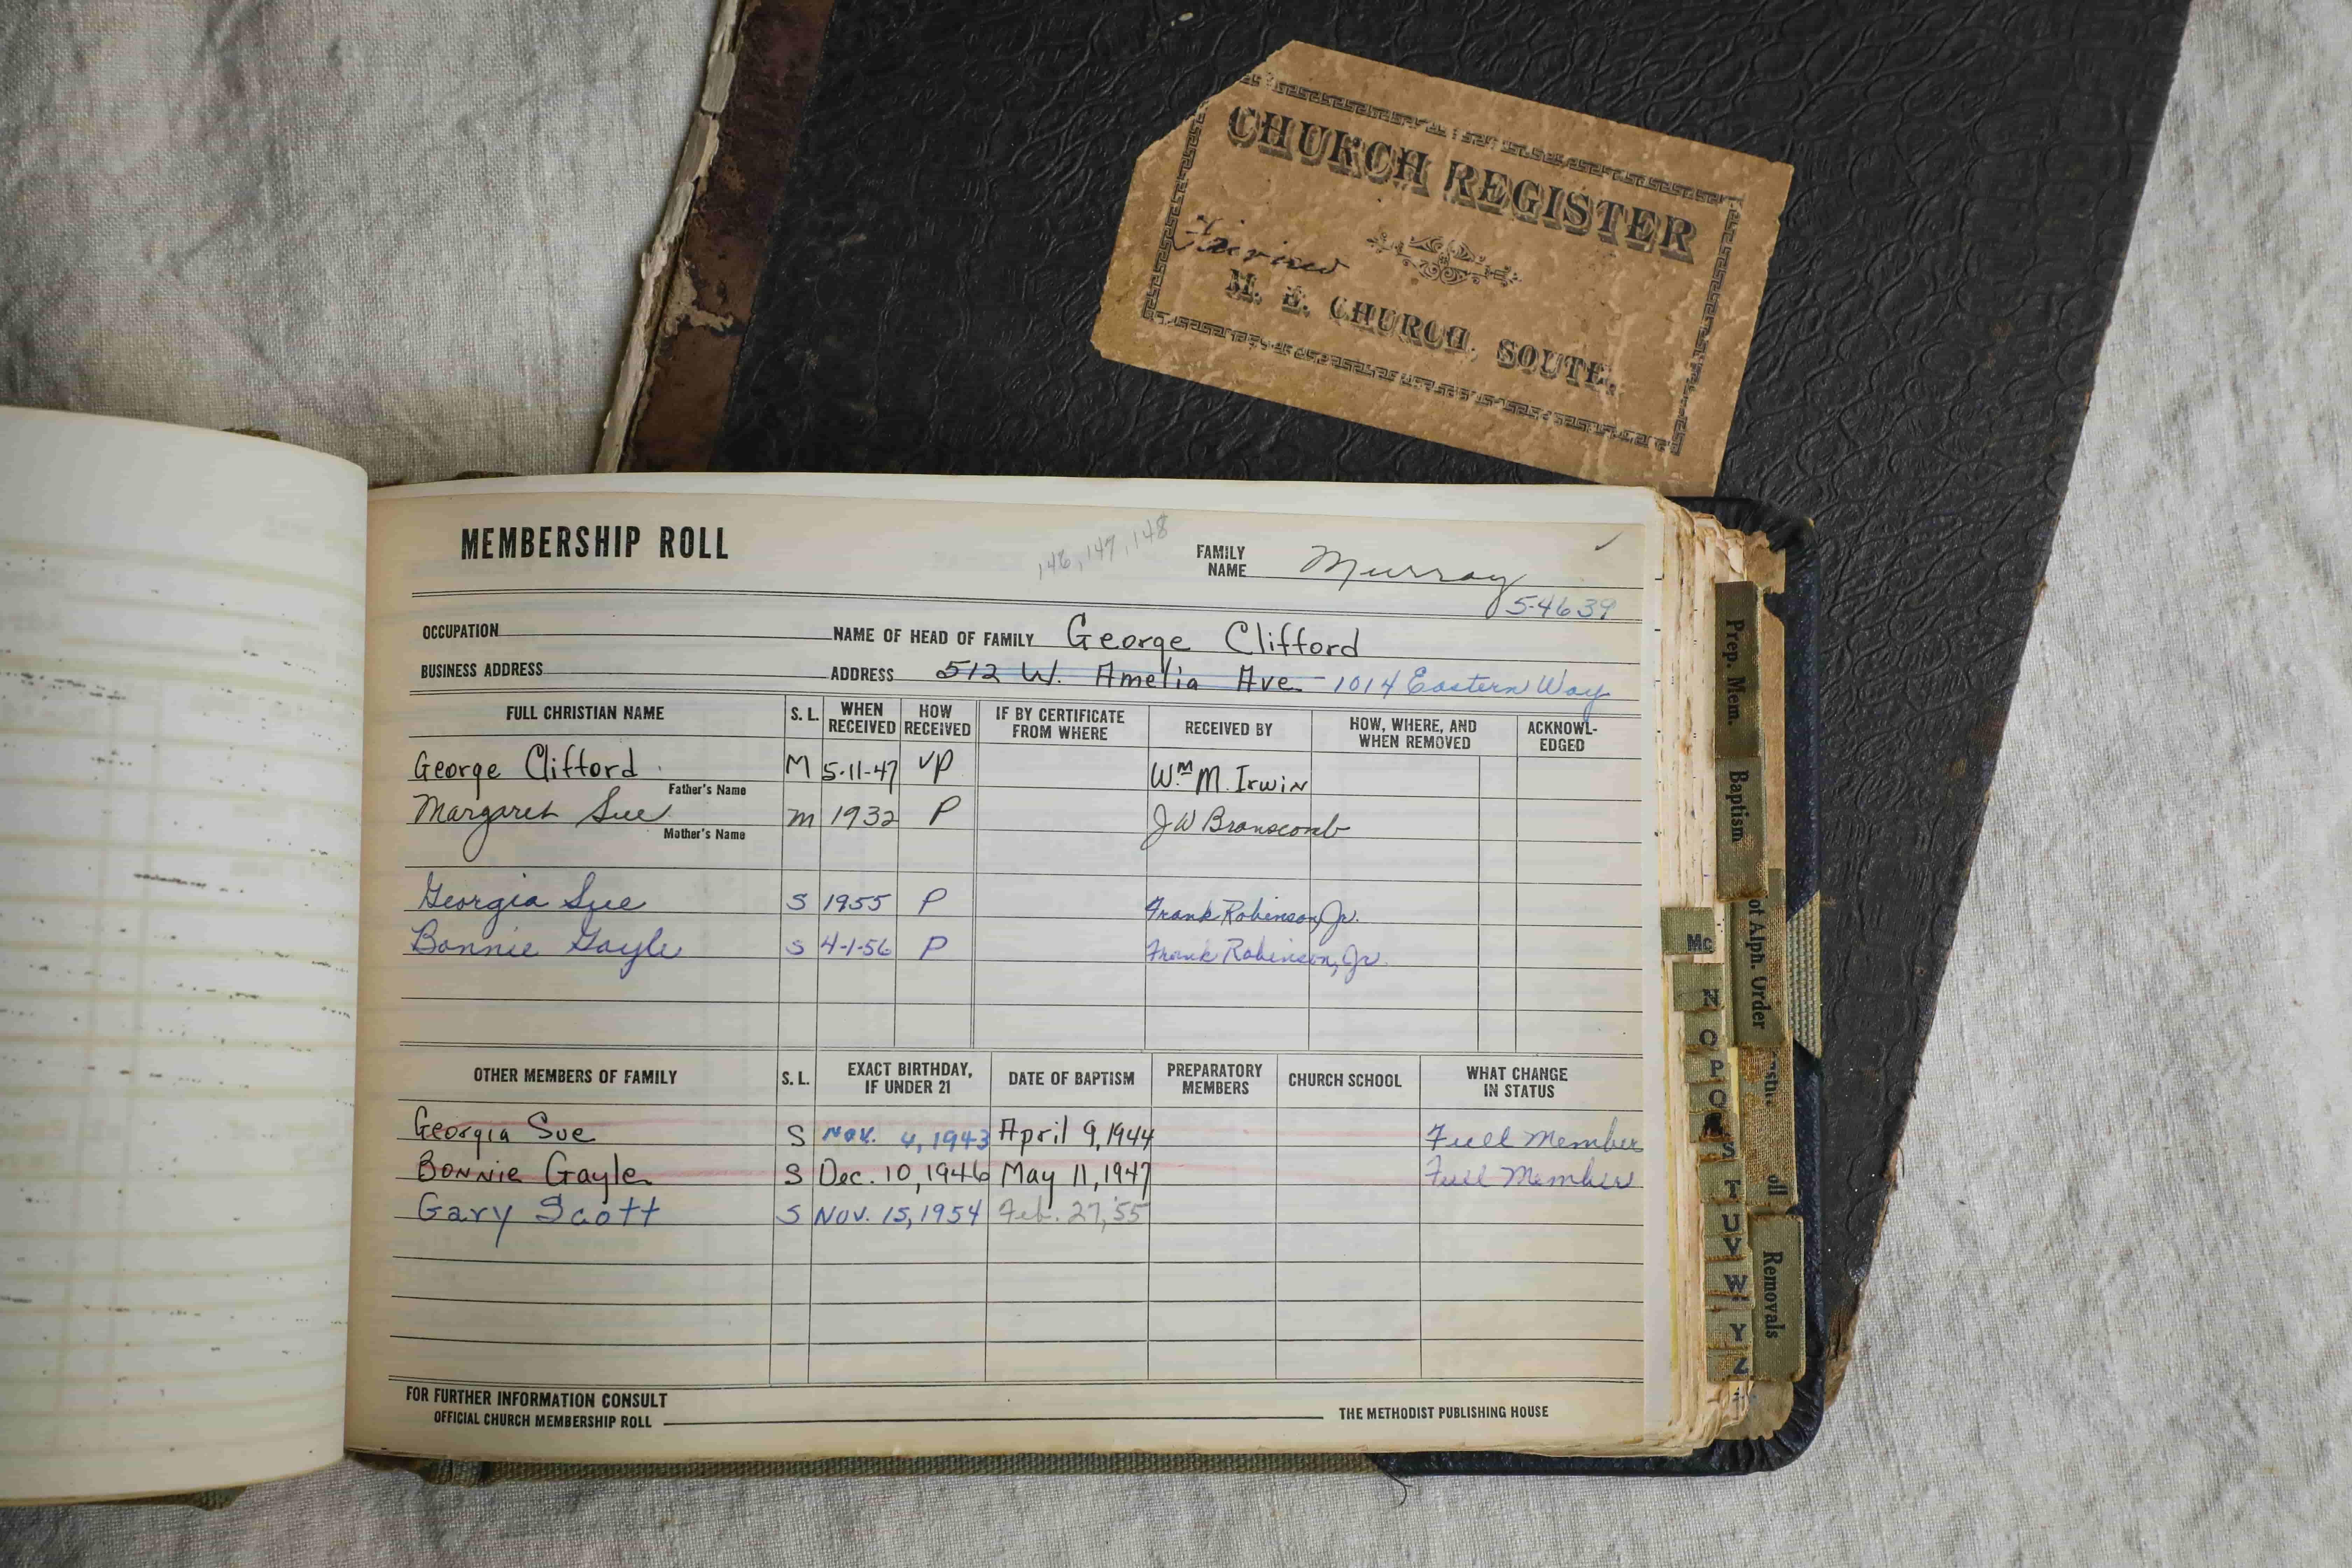 CHURCH REGISTER
M. E. CHURCH, SOUTH,
MEMBERSHIP ROLL
146, 147, 148
FAMILY NAME Murray
5-4639
OCCUPATION NAME OF HEAD OF FAMILY George Clifford
BUSINESS ADDRESS ADDRESS 512 W. Amelia Ave. 1014 Eastern Way
FULL CHRISTIAN NAME S. L. WHEN RECEIVED HOW RECEIVED IF BY CERTIFICATE FROM WHERE RECEIVED BY HOW, WHERE, AND WHEN REMOVED ACKNOWL-EDGED
George Clifford M 5-11-47 VP Wm M. Irwin
Father's Name
Margaret Sue M 1932 P J W Branscomb
Mother's Name
Georgia Sue S 1955 P Frank Robinson, Jr.
Bonnie Gayle S 4-1-56 P Frank Robinson, Jr.
OTHER MEMBERS OF FAMILY S. L. EXACT BIRTHDAY, IF UNDER 21 DATE OF BAPTISM PREPARATORY MEMBERS CHURCH SCHOOL WHAT CHANGE IN STATUS
Georgia Sue S Nov. 4, 1943 April 9, 1944 Full Member
Bonnie Gayle S Dec. 10, 1946 May 11, 1947 Full Member
Gary Scott S Nov. 15, 1954 Feb. 27, '55
FOR FURTHER INFORMATION CONSULT
OFFICIAL CHURCH MEMBERSHIP ROLL THE METHODIST PUBLISHING HOUSE
Prep. Mem.
Baptism
ot Alph. Order
oll
Removals
Mc
N
O
P
Q
S
T
U
V
W
Y
Z